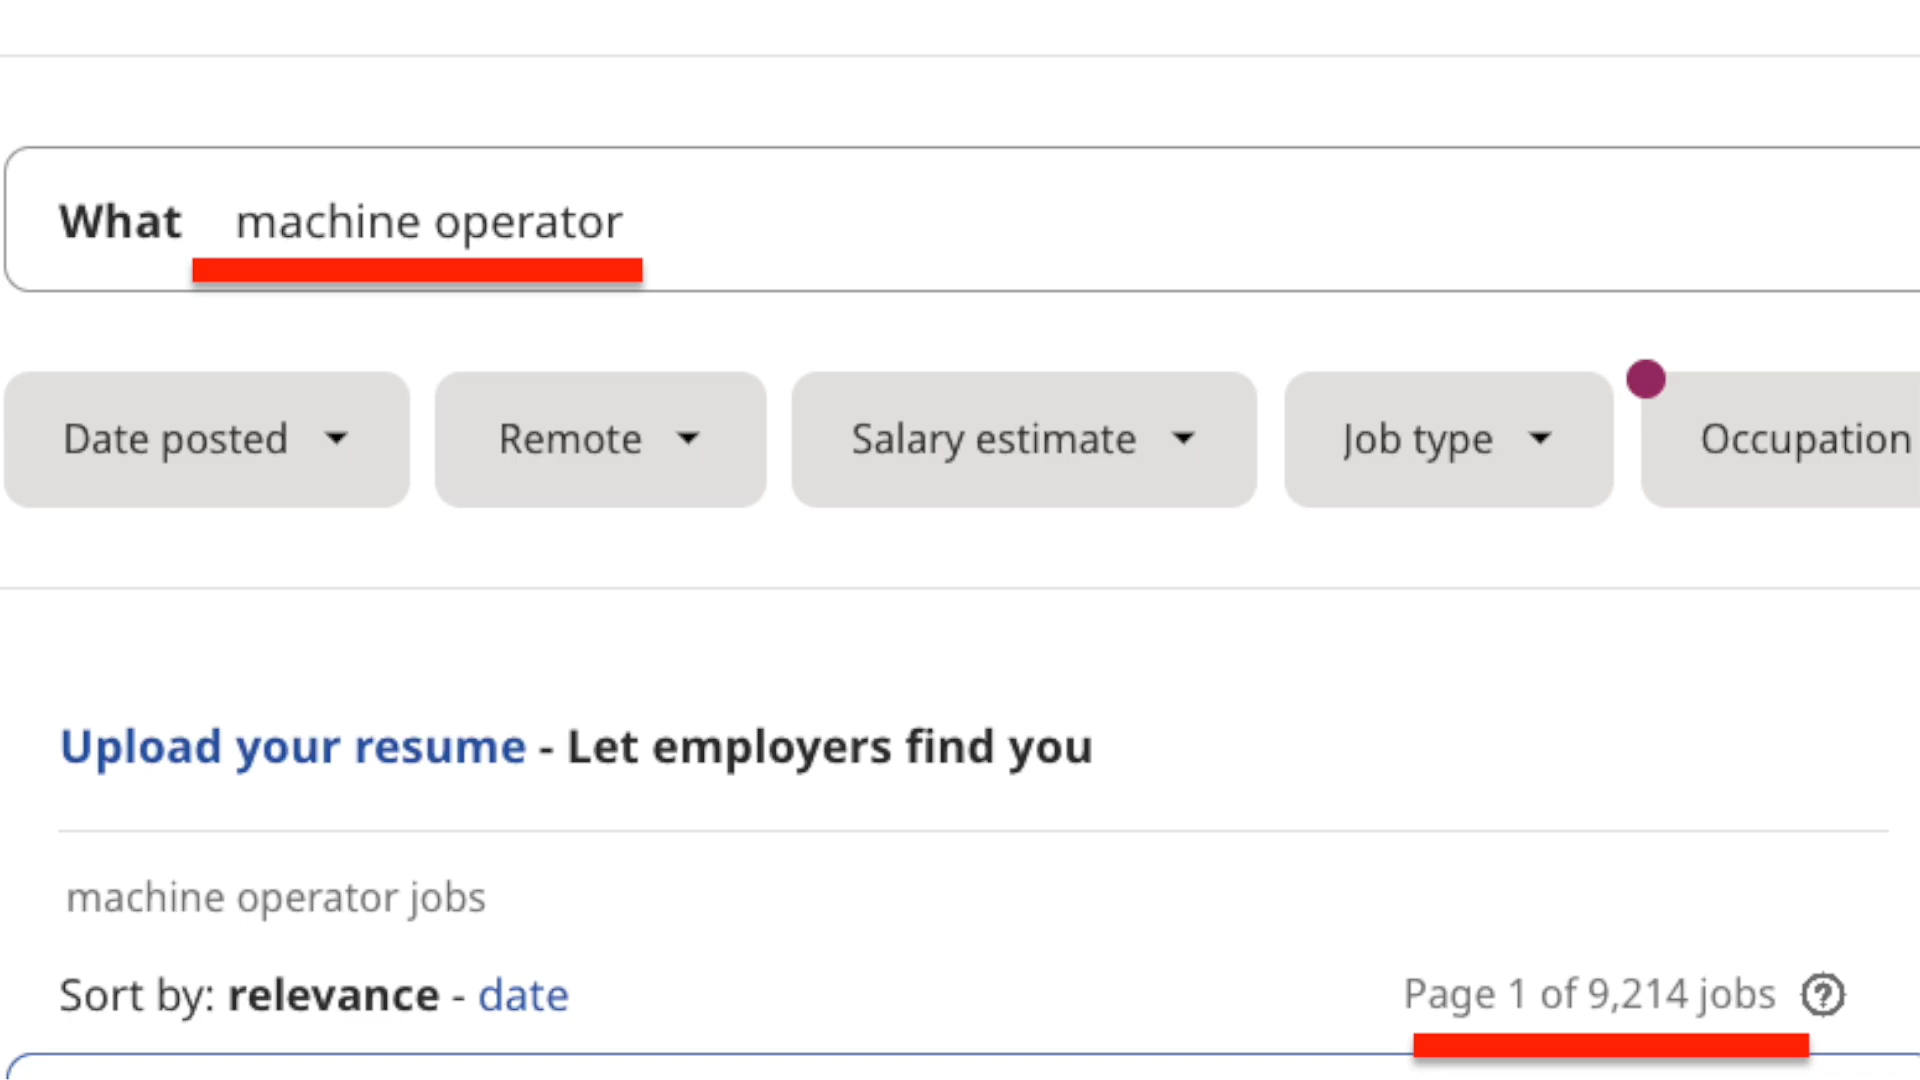 What machine operator
Date posted Remote Salary estimate Job type Occupation
Upload your resume - Let employers find you
machine operator jobs
Sort by: relevance - date Page 1 of 9,214 jobs ?